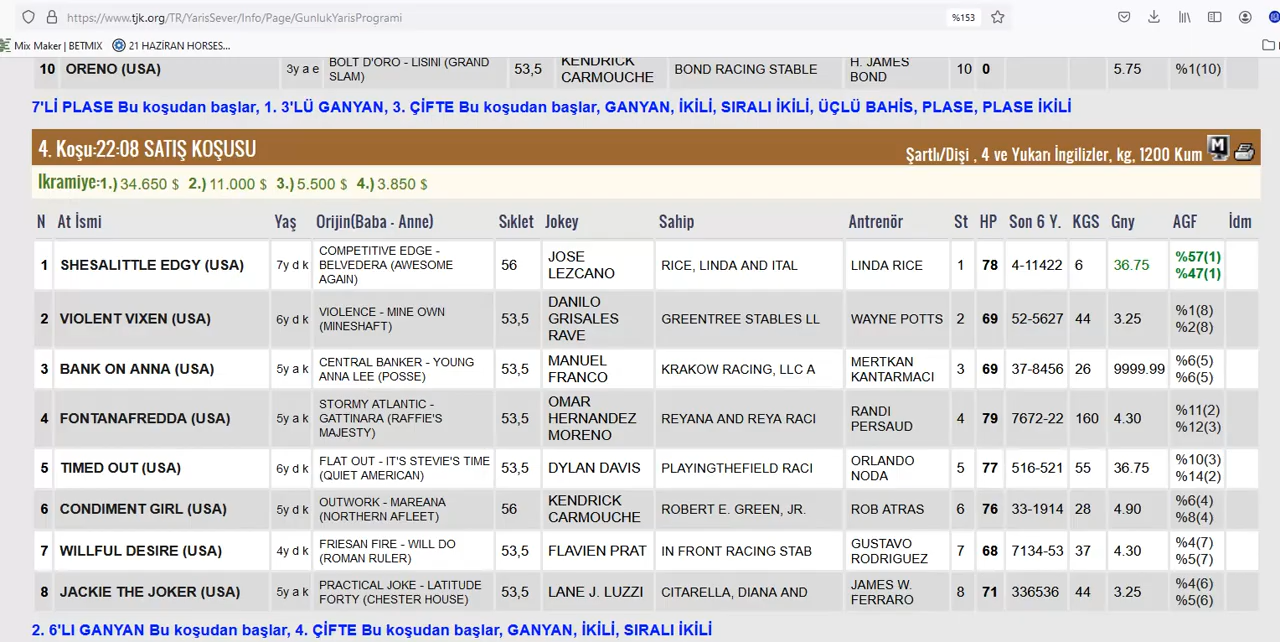 https://www.tjk.org/TR/YarisSever/Info/Page/GunlukYarisProgrami %153
Mix Maker | BETMIX 21 HAZİRAN HORSES...
10 ORENO (USA) 3y a e BOLT D'ORO - LISINI (GRAND SLAM) 53,5 KENDRICK CARMOUCHE BOND RACING STABLE H. JAMES BOND 10 0 5.75 %1(10)
7'Lİ PLASE Bu koşudan başlar, 1. 3'LÜ GANYAN, 3. ÇİFTE Bu koşudan başlar, GANYAN, İKİLİ, SIRALI İKİLİ, ÜÇLÜ BAHİS, PLASE, PLASE İKİLİ
4. Koşu:22:08 SATIŞ KOŞUSU Şartlı/Dişi , 4 ve Yukarı İngilizler, kg, 1200 Kum M
İkramiye:1.) 34.650 $ 2.) 11.000 $ 3.) 5.500 $ 4.) 3.850 $
N At İsmi Yaş Orijin(Baba - Anne) Sıklet Jokey Sahip Antrenör St HP Son 6 Y. KGS Gny AGF İdm
1 SHESALITTLE EDGY (USA) 7y d k COMPETITIVE EDGE - BELVEDERA (AWESOME AGAIN) 56 JOSE LEZCANO RICE, LINDA AND ITAL LINDA RICE 1 78 4-11422 6 36.75 %57(1) %47(1)
2 VIOLENT VIXEN (USA) 6y d k VIOLENCE - MINE OWN (MINESHAFT) 53,5 DANILO GRISALES RAVE GREENTREE STABLES LL WAYNE POTTS 2 69 52-5627 44 3.25 %1(8) %2(8)
3 BANK ON ANNA (USA) 5y a k CENTRAL BANKER - YOUNG ANNA LEE (POSSE) 53,5 MANUEL FRANCO KRAKOW RACING, LLC A MERTKAN KANTARMACI 3 69 37-8456 26 9999.99 %6(5) %6(5)
4 FONTANAFREDDA (USA) 5y a k STORMY ATLANTIC - GATTINARA (RAFFIE'S MAJESTY) 53,5 OMAR HERNANDEZ MORENO REYANA AND REYA RACI RANDI PERSAUD 4 79 7672-22 160 4.30 %11(2) %12(3)
5 TIMED OUT (USA) 6y d k FLAT OUT - IT'S STEVIE'S TIME (QUIET AMERICAN) 53,5 DYLAN DAVIS PLAYINGTHEFIELD RACI ORLANDO NODA 5 77 516-521 55 36.75 %10(3) %14(2)
6 CONDIMENT GIRL (USA) 5y d k OUTWORK - MAREANA (NORTHERN AFLEET) 56 KENDRICK CARMOUCHE ROBERT E. GREEN, JR. ROB ATRAS 6 76 33-1914 28 4.90 %6(4) %8(4)
7 WILLFUL DESIRE (USA) 4y d k FRIESAN FIRE - WILL DO (ROMAN RULER) 53,5 FLAVIEN PRAT IN FRONT RACING STAB GUSTAVO RODRIGUEZ 7 68 7134-53 37 4.30 %4(7) %5(7)
8 JACKIE THE JOKER (USA) 5y a k PRACTICAL JOKE - LATITUDE FORTY (CHESTER HOUSE) 53,5 LANE J. LUZZI CITARELLA, DIANA AND JAMES W. FERRARO 8 71 336536 44 3.25 %4(6) %5(6)
2. 6'LI GANYAN Bu koşudan başlar, 4. ÇİFTE Bu koşudan başlar, GANYAN, İKİLİ, SIRALI İKİLİ